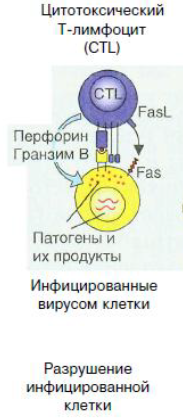 Цитотоксический
Т-лимфоцит
(CTL)
CTL
FasL
Перфорин
Гранзим В
Fas
Патогены и
их продукты
Инфицированные
вирусом клетки
Разрушение
инфицированной
клетки